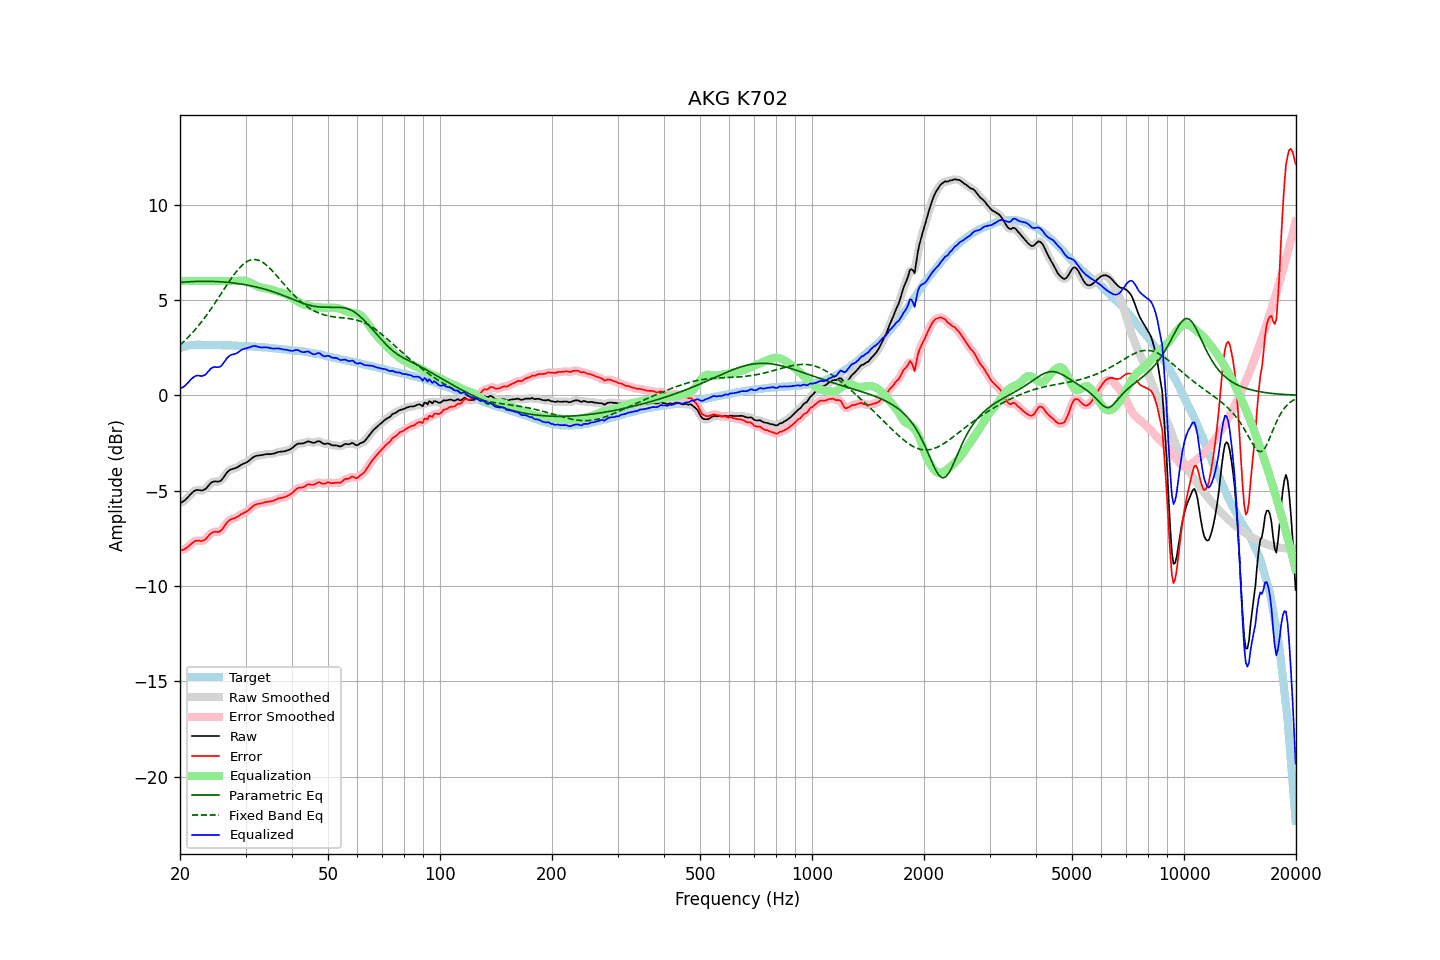 AKG K702
Amplitude (dBr)
10
5
0
−5
−10
−15
−20
Target
Raw Smoothed
Error Smoothed
Raw
Error
Equalization
Parametric Eq
Fixed Band Eq
Equalized
20 50 100 200 500 1000 2000 5000 10000 20000
Frequency (Hz)